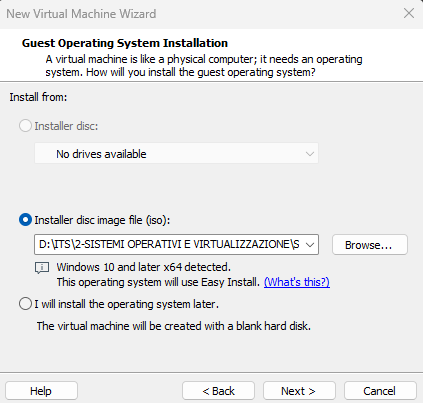 New Virtual Machine Wizard
Guest Operating System Installation
A virtual machine is like a physical computer; it needs an operating
system. How will you install the guest operating system?
Install from:
Installer disc:
No drives available
Installer disc image file (iso):
D:\ITS\2-SISTEMI OPERATIVI E VIRTUALIZZAZIONE\S
Browse...
Windows 10 and later x64 detected.
This operating system will use Easy Install. (What's this?)
I will install the operating system later.
The virtual machine will be created with a blank hard disk.
Help
< Back
Next >
Cancel